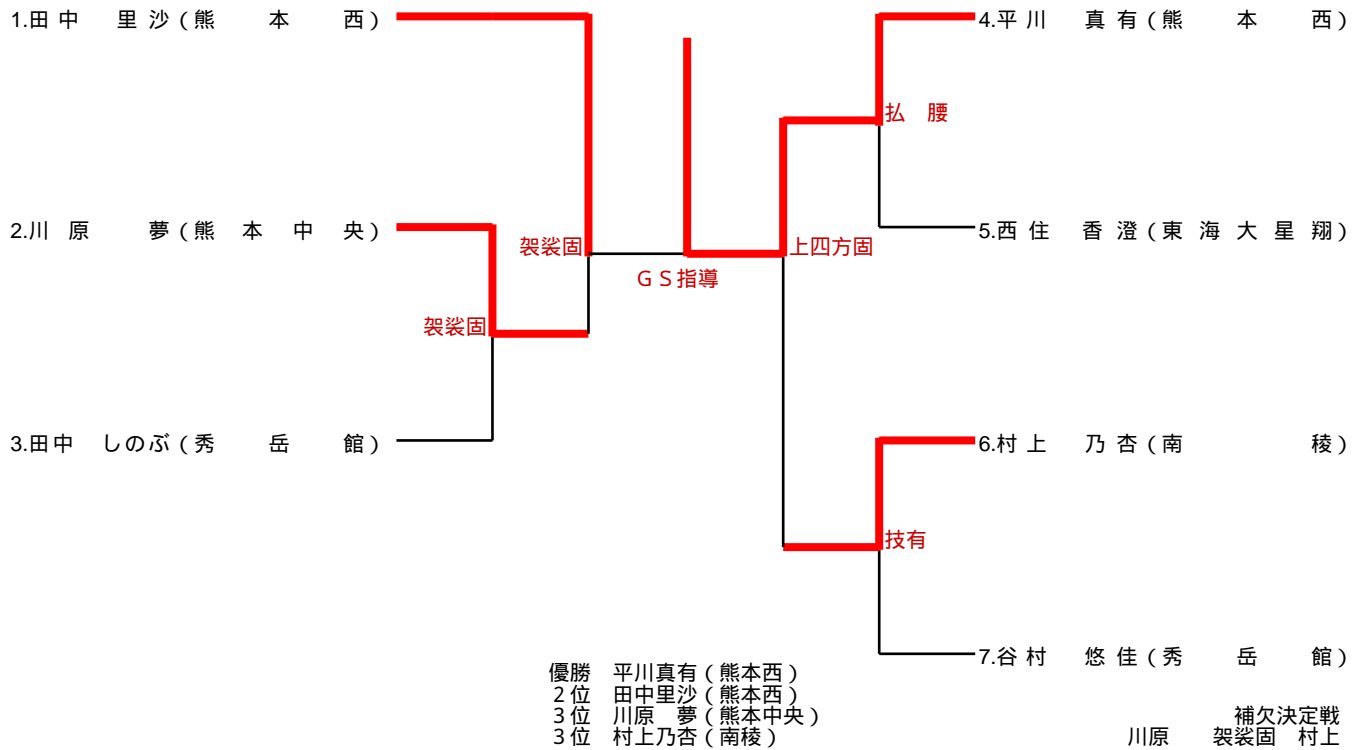 1.田中 里沙(熊本西)
4.平川 真有(熊本西)
払 腰
2.川原 夢(熊本中央)
5.西住 香澄(東海大星翔)
袈裟固
上四方固
GS指導
袈裟固
3.田中 しのぶ(秀岳館)
6.村上 乃杏(南稜)
技有
7.谷村 悠佳(秀岳館)
優勝 平川真有(熊本西)
2位 田中里沙(熊本西)
3位 川原 夢(熊本中央)
3位 村上乃杏(南稜)
補欠決定戦
川原 袈裟固 村上